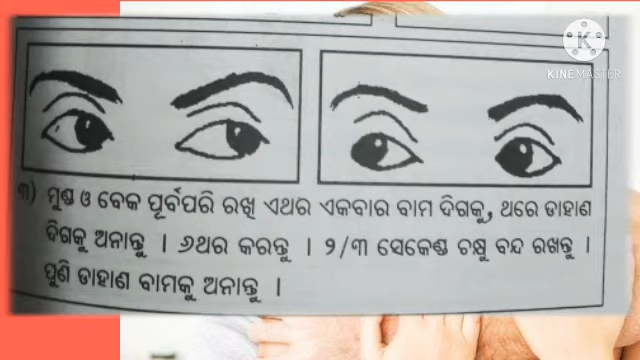 KINEMASTER
୩) ମୁଣ୍ଡ ଓ ବେକ ପୂର୍ବପରି ରଖି ଏଥର ଏକବାର ବାମ ଦିଗକୁ, ଥରେ ଡାହାଣ
ଦିଗକୁ ଅନାନ୍ତୁ । ୬ଥର କରନ୍ତୁ । ୨/୩ ସେକେଣ୍ଡ ଚକ୍ଷୁ ବନ୍ଦ ରଖନ୍ତୁ ।
ପୁଣି ଡାହାଣ ବାମକୁ ଅନାନ୍ତୁ ।